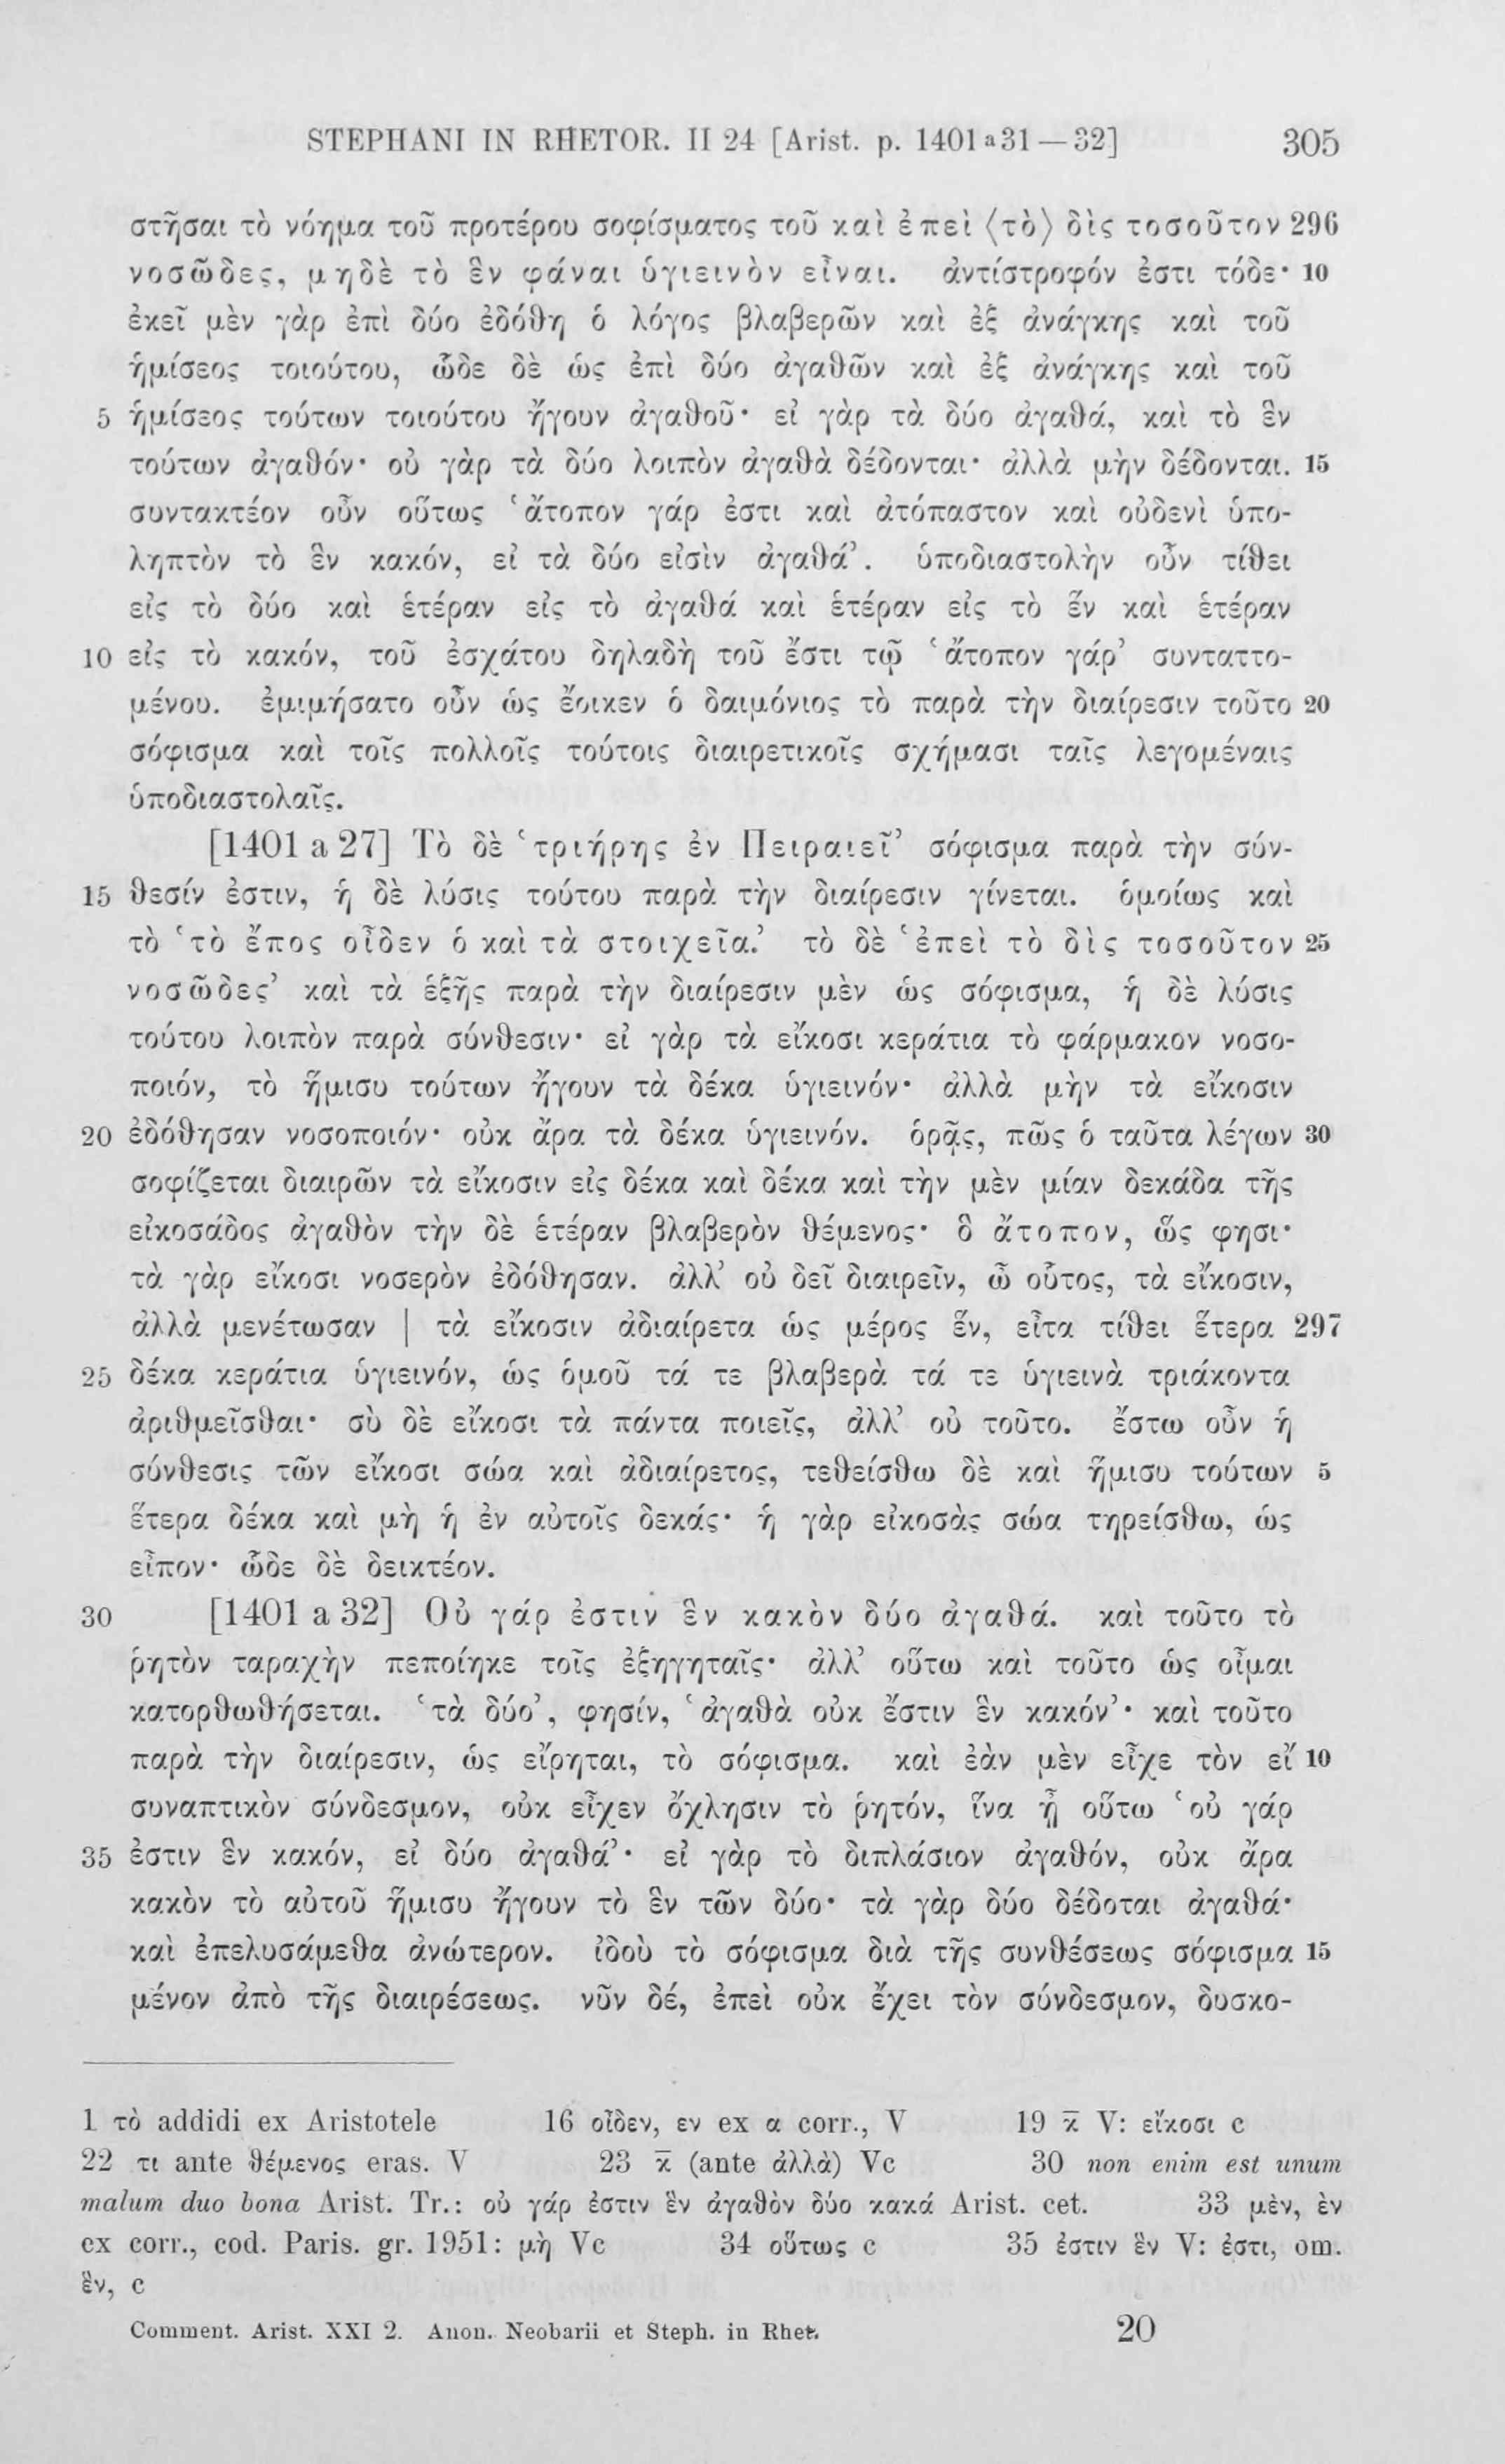 STEPHANI IN RHETOR. II 24 [Arist. p. 1401 a 31 — 32] 305
στῆσαι τὸ νόημα τοῦ προτέρου σοφίσματος τοῦ καὶ ἐπεὶ ⟨τὸ⟩ δὶς τοσοῦτον 296
νοσῶδες, μηδὲ τὸ ἓν φάναι ὑγιεινὸν εἶναι. ἀντίστροφόν ἐστι τόδε· 10
ἐκεῖ μὲν γὰρ ἐπὶ δύο ἐδόθη ὁ λόγος βλαβερῶν καὶ ἐξ ἀνάγκης καὶ τοῦ
ἡμίσεος τοιούτου, ὧδε δὲ ὡς ἐπὶ δύο ἀγαθῶν καὶ ἐξ ἀνάγκης καὶ τοῦ
5 ἡμίσεος τούτων τοιούτου ἤγουν ἀγαθοῦ· εἰ γὰρ τὰ δύο ἀγαθά, καὶ τὸ ἓν
τούτων ἀγαθόν· οὐ γὰρ τὰ δύο λοιπὸν ἀγαθὰ δέδονται· ἀλλὰ μὴν δέδονται. 15
συντακτέον οὖν οὕτως ‘ἄτοπον γάρ ἐστι καὶ ἀτόπαστον καὶ οὐδενὶ ὑπο-
ληπτὸν τὸ ἓν κακόν, εἰ τὰ δύο εἰσὶν ἀγαθά’. ὑποδιαστολὴν οὖν τίθει
εἰς τὸ δύο καὶ ἑτέραν εἰς τὸ ἀγαθά καὶ ἑτέραν εἰς τὸ ἕν καὶ ἑτέραν
10 εἰς τὸ κακόν, τοῦ ἐσχάτου δηλαδὴ τοῦ ἔστι τῷ ‘ἄτοπον γάρ’ συνταττο-
μένου. ἐμιμήσατο οὖν ὡς ἔοικεν ὁ δαιμόνιος τὸ παρὰ τὴν διαίρεσιν τοῦτο 20
σόφισμα καὶ τοῖς πολλοῖς τούτοις διαιρετικοῖς σχήμασι ταῖς λεγομέναις
ὑποδιαστολαῖς.
[1401 a 27] Τὸ δὲ ‘τριήρης ἐν Πειραιεῖ’ σόφισμα παρὰ τὴν σύν-
15 θεσίν ἐστιν, ἡ δὲ λύσις τούτου παρὰ τὴν διαίρεσιν γίνεται. ὁμοίως καὶ
τὸ ‘τὸ ἔπος οἶδεν ὁ καὶ τὰ στοιχεῖα.’ τὸ δὲ ‘ἐπεὶ τὸ δὶς τοσοῦτον 25
νοσῶδες’ καὶ τὰ ἑξῆς παρὰ τὴν διαίρεσιν μὲν ὡς σόφισμα, ἡ δὲ λύσις
τούτου λοιπὸν παρὰ σύνθεσιν· εἰ γὰρ τὰ εἴκοσι κεράτια τὸ φάρμακον νοσο-
ποιόν, τὸ ἥμισυ τούτων ἤγουν τὰ δέκα ὑγιεινόν· ἀλλὰ μὴν τὰ εἴκοσιν
20 ἐδόθησαν νοσοποιόν· οὐκ ἄρα τὰ δέκα ὑγιεινόν. ὁρᾷς, πῶς ὁ ταῦτα λέγων 30
σοφίζεται διαιρῶν τὰ εἴκοσιν εἰς δέκα καὶ δέκα καὶ τὴν μὲν μίαν δεκάδα τῆς
εἰκοσάδος ἀγαθὸν τὴν δὲ ἑτέραν βλαβερὸν θέμενος· ὃ ἄτοπον, ὥς φησι·
τὰ γὰρ εἴκοσι νοσερὸν ἐδόθησαν. ἀλλ’ οὐ δεῖ διαιρεῖν, ὦ οὗτος, τὰ εἴκοσιν,
ἀλλὰ μενέτωσαν | τὰ εἴκοσιν ἀδιαίρετα ὡς μέρος ἕν, εἶτα τίθει ἕτερα 297
25 δέκα κεράτια ὑγιεινόν, ὡς ὁμοῦ τά τε βλαβερὰ τά τε ὑγιεινὰ τριάκοντα
ἀριθμεῖσθαι· σὺ δὲ εἴκοσι τὰ πάντα ποιεῖς, ἀλλ’ οὐ τοῦτο. ἔστω οὖν ἡ
σύνθεσις τῶν εἴκοσι σώα καὶ ἀδιαίρετος, τεθείσθω δὲ καὶ ἥμισυ τούτων 5
ἕτερα δέκα καὶ μὴ ἡ ἐν αὐτοῖς δεκάς· ἡ γὰρ εἰκοσὰς σώα τηρείσθω, ὡς
εἶπον· ὧδε δὲ δεικτέον.
30 [1401 a 32] Οὐ γάρ ἐστιν ἓν κακὸν δύο ἀγαθά. καὶ τοῦτο τὸ
ῥητὸν ταραχὴν πεποίηκε τοῖς ἐξηγηταῖς· ἀλλ’ οὕτω καὶ τοῦτο ὡς οἶμαι
κατορθωθήσεται. ‘τὰ δύο’, φησίν, ‘ἀγαθὰ οὐκ ἔστιν ἓν κακόν’· καὶ τοῦτο
παρὰ τὴν διαίρεσιν, ὡς εἴρηται, τὸ σόφισμα. καὶ ἐὰν μὲν εἶχε τὸν εἴ 10
συναπτικὸν σύνδεσμον, οὐκ εἶχεν ὄχλησιν τὸ ῥητόν, ἵνα ᾖ οὕτω ‘οὐ γάρ
35 ἐστιν ἓν κακόν, εἰ δύο ἀγαθά’· εἰ γὰρ τὸ διπλάσιον ἀγαθόν, οὐκ ἄρα
κακὸν τὸ αὐτοῦ ἥμισυ ἤγουν τὸ ἓν τῶν δύο· τὰ γὰρ δύο δέδοται ἀγαθά·
καὶ ἐπελυσάμεθα ἀνώτερον. ἰδοὺ τὸ σόφισμα διὰ τῆς συνθέσεως σόφισμα 15
μένον ἀπὸ τῆς διαιρέσεως. νῦν δέ, ἐπεὶ οὐκ ἔχει τὸν σύνδεσμον, δυσκο-
1 τὸ addidi ex Aristotele 16 οἶδεν, εν ex α corr., V 19 κ̄ V: εἴκοσι c
22 τι ante θέμενος eras. V 23 κ̄ (ante ἀλλὰ) Vc 30 non enim est unum
malum duo bona Arist. Tr.: οὐ γάρ ἐστιν ἓν ἀγαθὸν δύο κακά Arist. cet. 33 μὲν, ὲν
ex corr., cod. Paris. gr. 1951: μὴ Vc 34 οὕτως c 35 ἐστιν ἓν V: ἐστι, om.
ἓν, c
Comment. Arist. XXI 2. Anon. Neobarii et Steph. in Rhet. 20